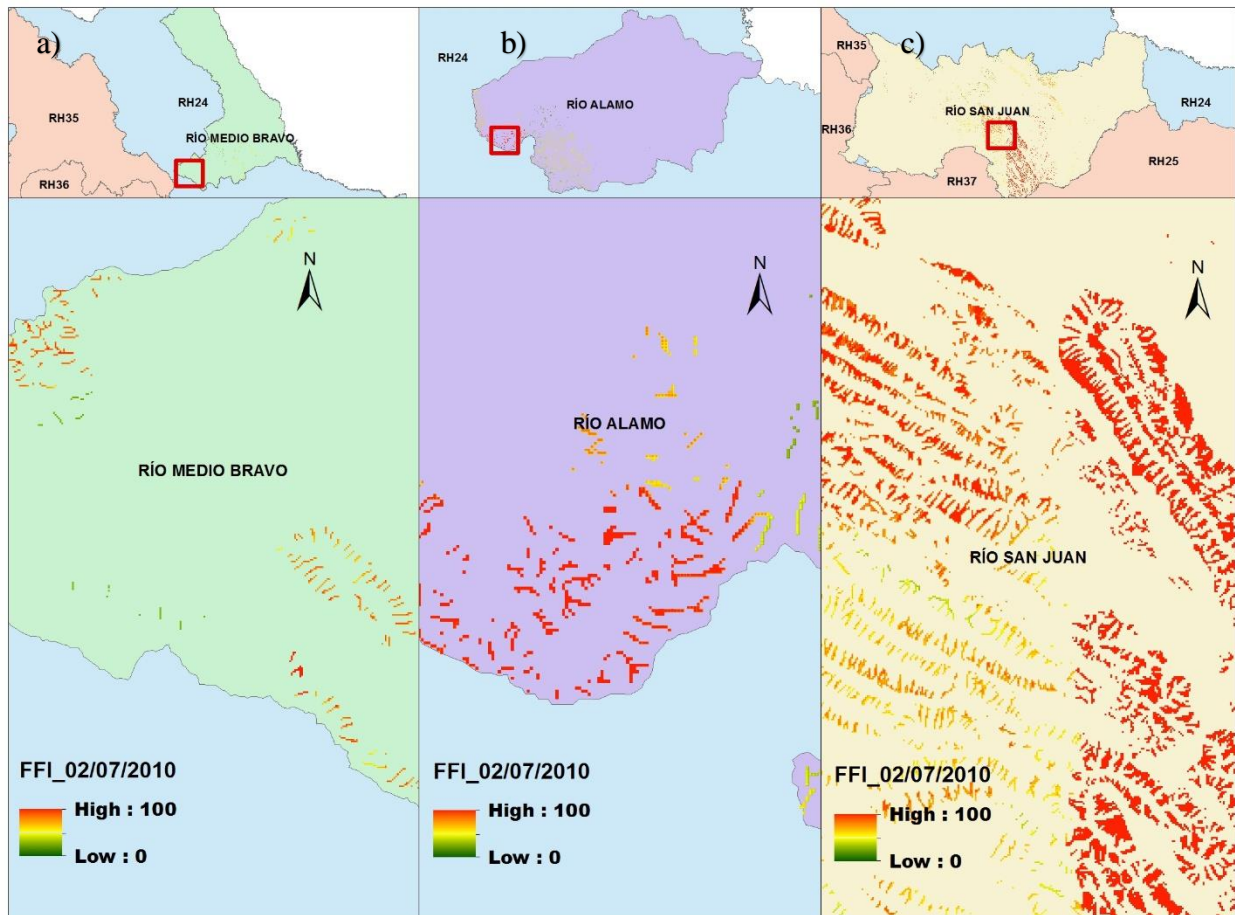 a)
RH35
RH24
RÍO MEDIO BRAVO
RH36
b)
RH24
RÍO ALAMO
c)
RH35
RÍO SAN JUAN
RH24
RH36
RH25
RH37
N
RÍO MEDIO BRAVO
FFI_02/07/2010
High : 100
Low : 0
N
RÍO ALAMO
FFI_02/07/2010
High : 100
Low : 0
N
RÍO SAN JUAN
FFI_02/07/2010
High : 100
Low : 0